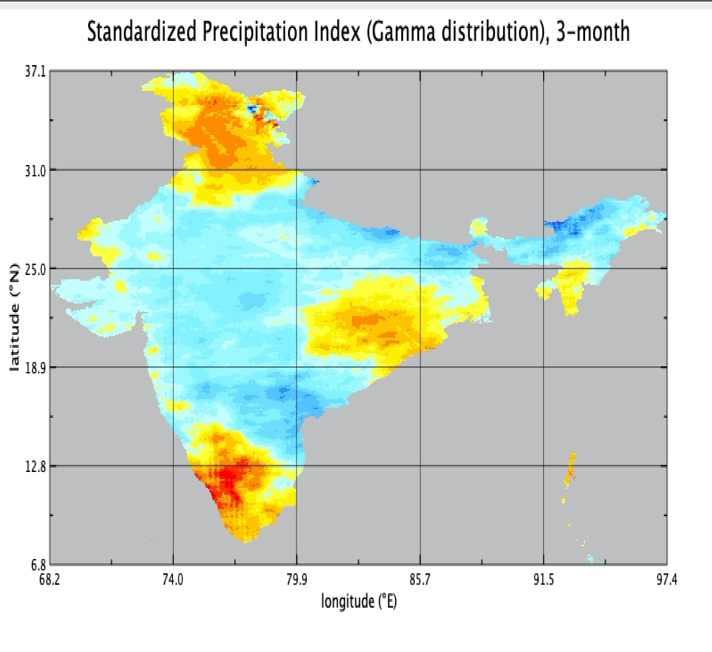 Standardized Precipitation Index (Gamma distribution), 3-month
37.1
31.0
25.0
18.9
12.8
6.8
latitude (°N)
68.2 74.0 79.9 85.7 91.5 97.4
longitude (°E)